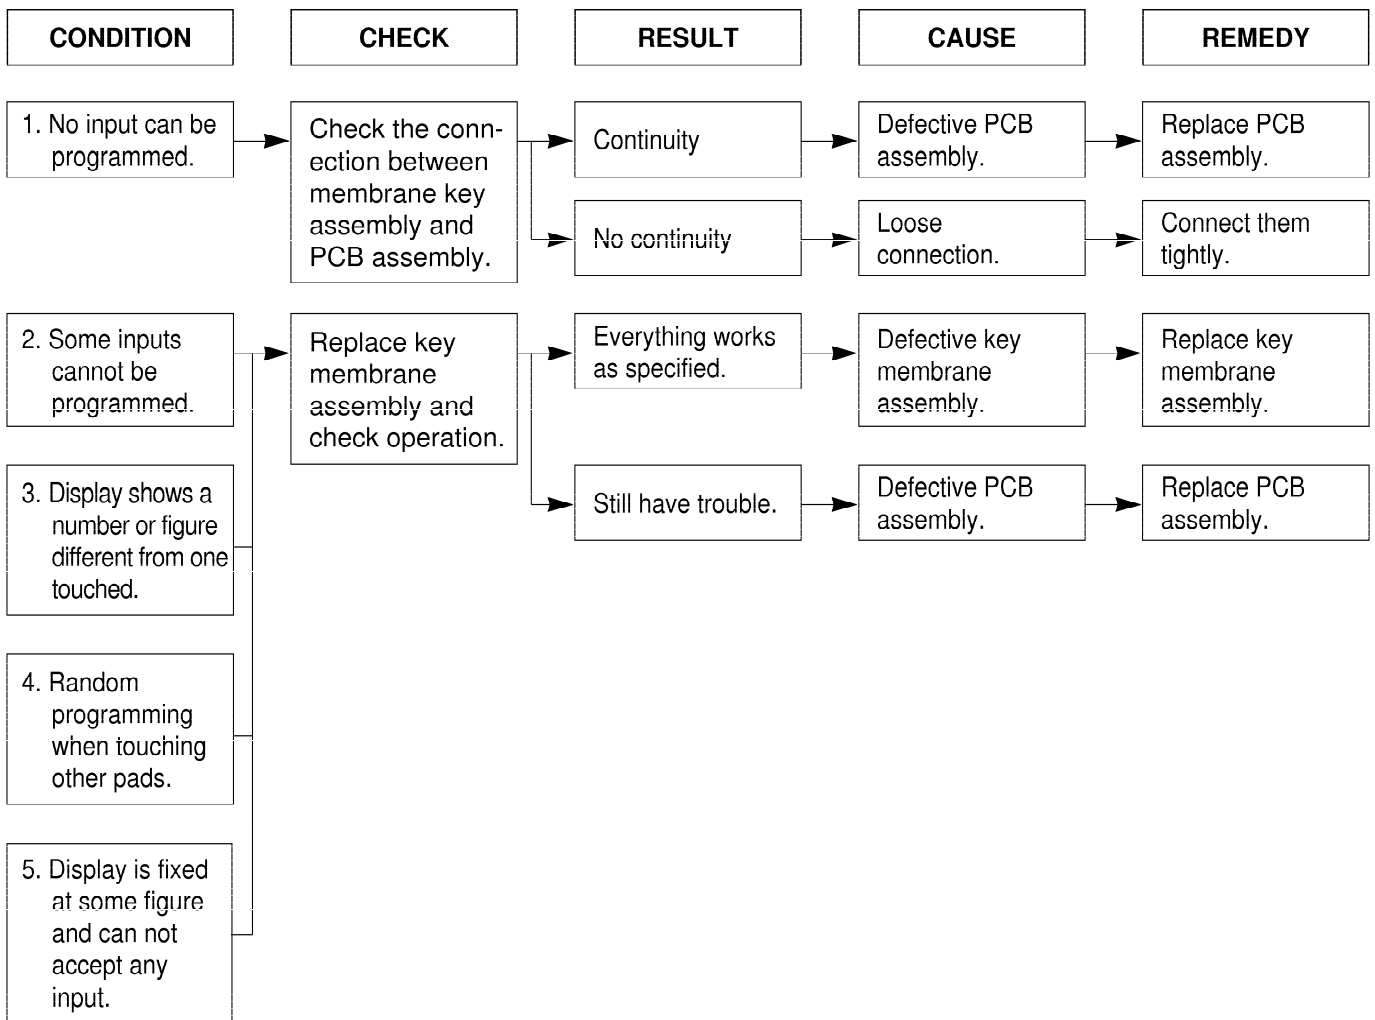 CONDITION
CHECK
RESULT
CAUSE
REMEDY
1. No input can be
programmed.
Check the conn-
ection between
membrane key
assembly and
PCB assembly.
Continuity
Defective PCB
assembly.
Replace PCB
assembly.
No continuity
Loose
connection.
Connect them
tightly.
2. Some inputs
cannot be
programmed.
Replace key
membrane
assembly and
check operation.
Everything works
as specified.
Defective key
membrane
assembly.
Replace key
membrane
assembly.
3. Display shows a
number or figure
different from one
touched.
Still have trouble.
Defective PCB
assembly.
Replace PCB
assembly.
4. Random
programming
when touching
other pads.
5. Display is fixed
at some figure
and can not
accept any
input.